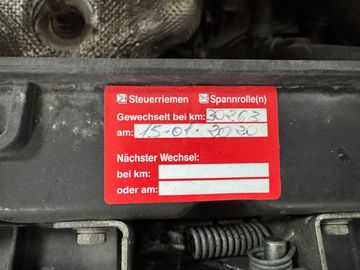 Steuerriemen Spannrolle(n)
Gewechselt bei km: 30263
am: 15.01.2020
Nächster Wechsel:
bei km:
oder am: